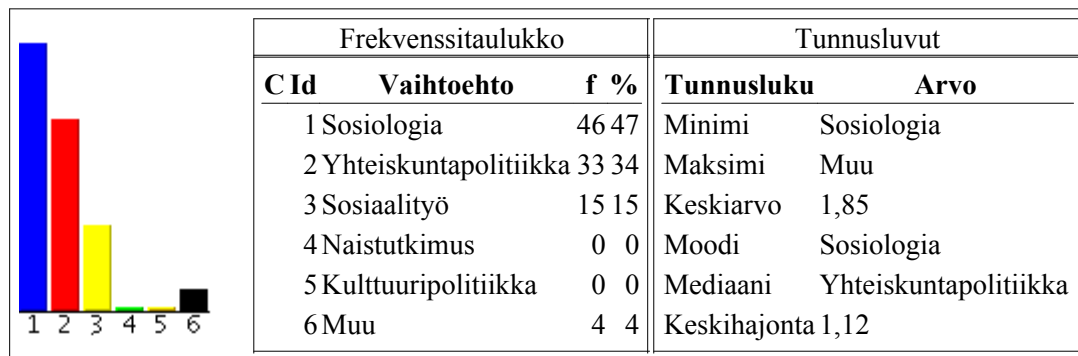 Frekvenssitaulukko Tunnusluvut
C Id Vaihtoehto f % Tunnusluku Arvo
1 Sosiologia 46 47 Minimi Sosiologia
2 Yhteiskuntapolitiikka 33 34 Maksimi Muu
3 Sosiaalityö 15 15 Keskiarvo 1,85
4 Naistutkimus 0 0 Moodi Sosiologia
5 Kulttuuripolitiikka 0 0 Mediaani Yhteiskuntapolitiikka
1 2 3 4 5 6 6 Muu 4 4 Keskihajonta 1,12